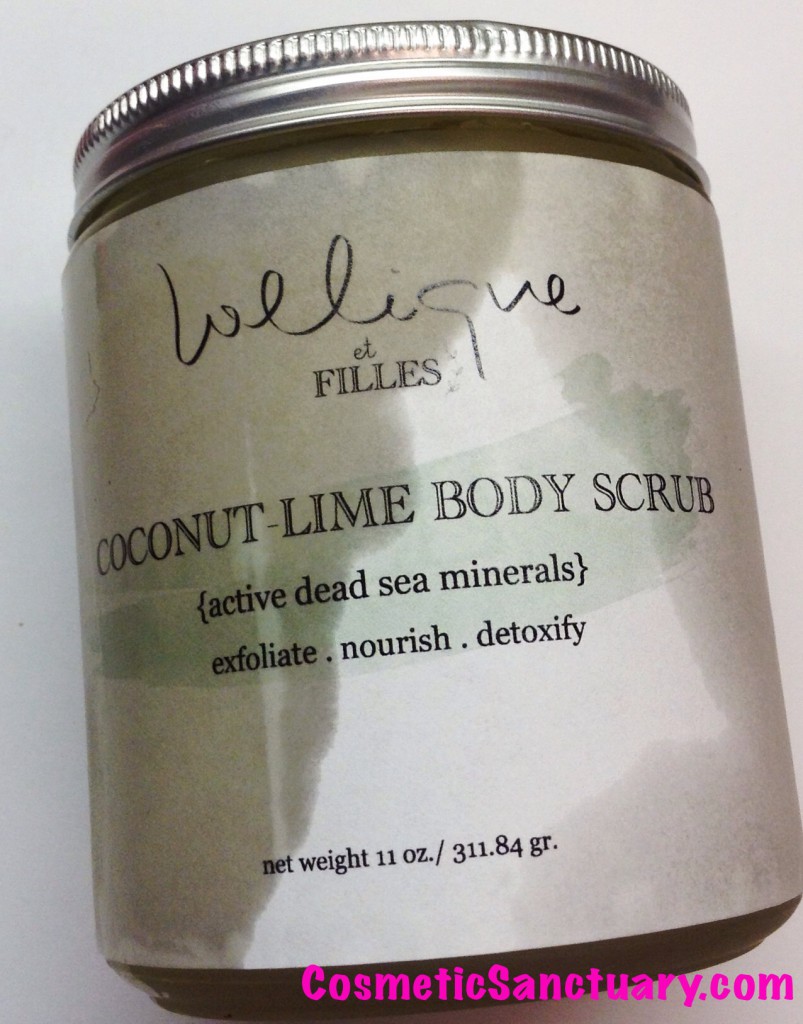 Lollique
et
FILLES
COCONUT-LIME BODY SCRUB
{active dead sea minerals}
exfoliate . nourish . detoxify
net weight 11 oz./ 311.84 gr.
CosmeticSanctuary.com